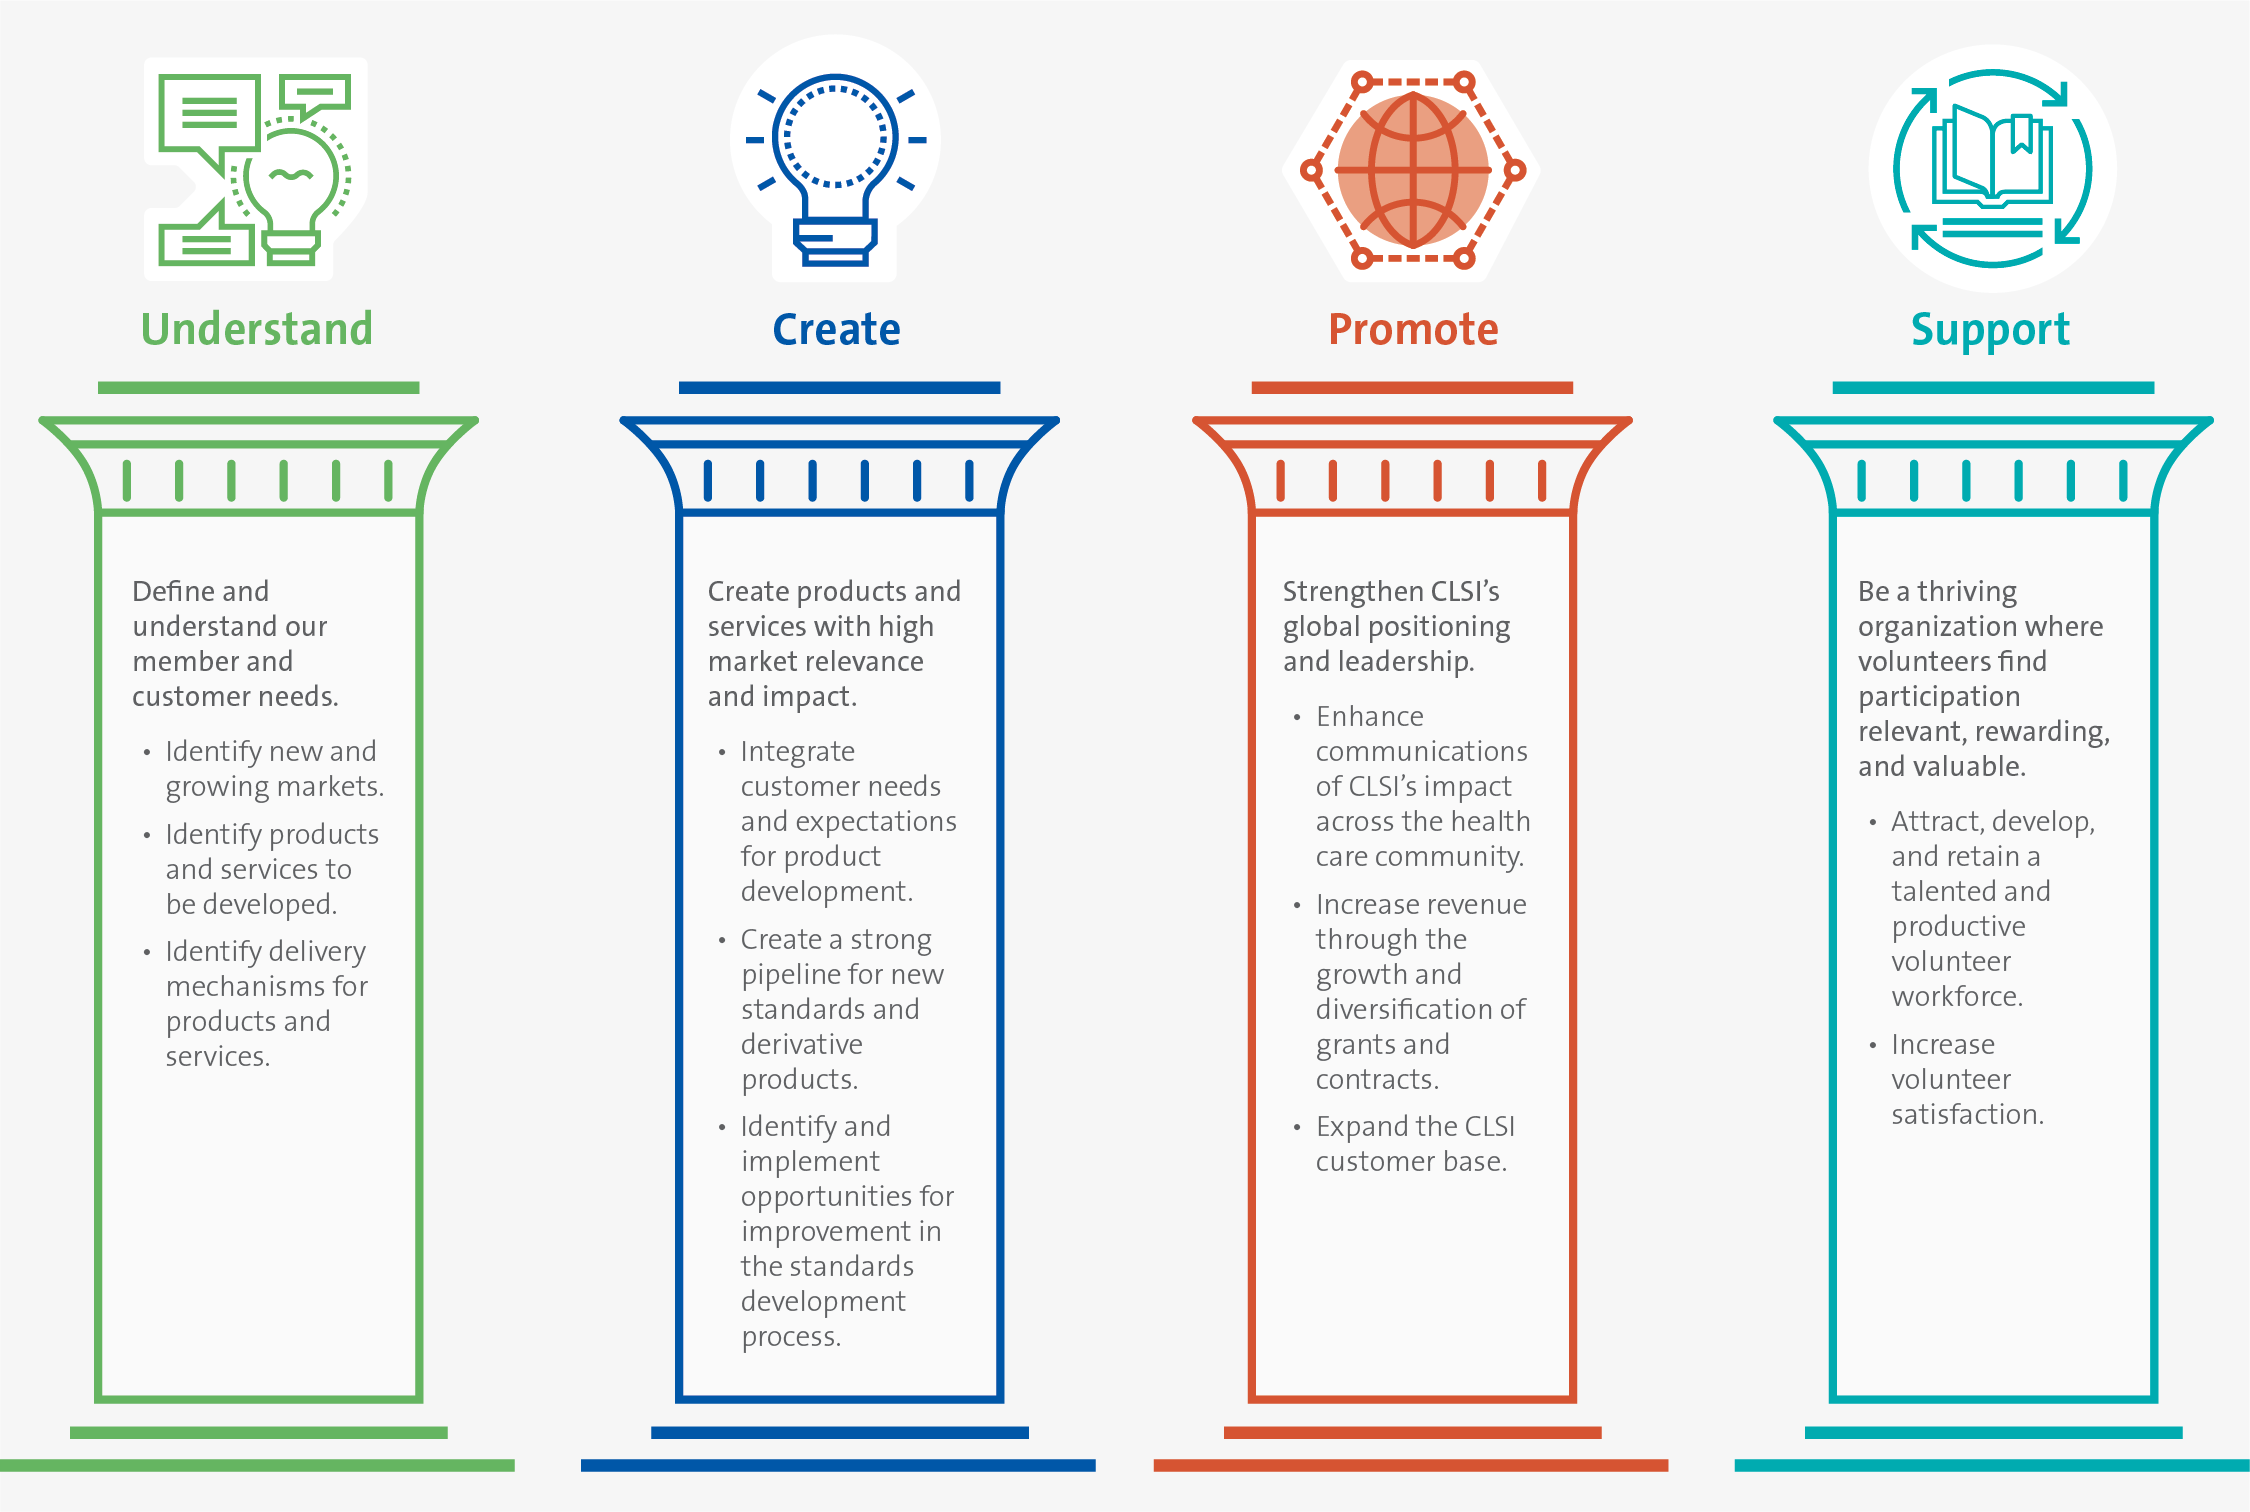 Understand
Define and
understand our
member and
customer needs.
• Identify new and
growing markets.
• Identify products
and services to
be developed.
• Identify delivery
mechanisms for
products and
services.
Create
Create products and
services with high
market relevance
and impact.
• Integrate
customer needs
and expectations
for product
development.
• Create a strong
pipeline for new
standards and
derivative
products.
• Identify and
implement
opportunities for
improvement in
the standards
development
process.
Promote
Strengthen CLSI’s
global positioning
and leadership.
• Enhance
communications
of CLSI’s impact
across the health
care community.
• Increase revenue
through the
growth and
diversification of
grants and
contracts.
• Expand the CLSI
customer base.
Support
Be a thriving
organization where
volunteers find
participation
relevant, rewarding,
and valuable.
• Attract, develop,
and retain a
talented and
productive
volunteer
workforce.
• Increase
volunteer
satisfaction.